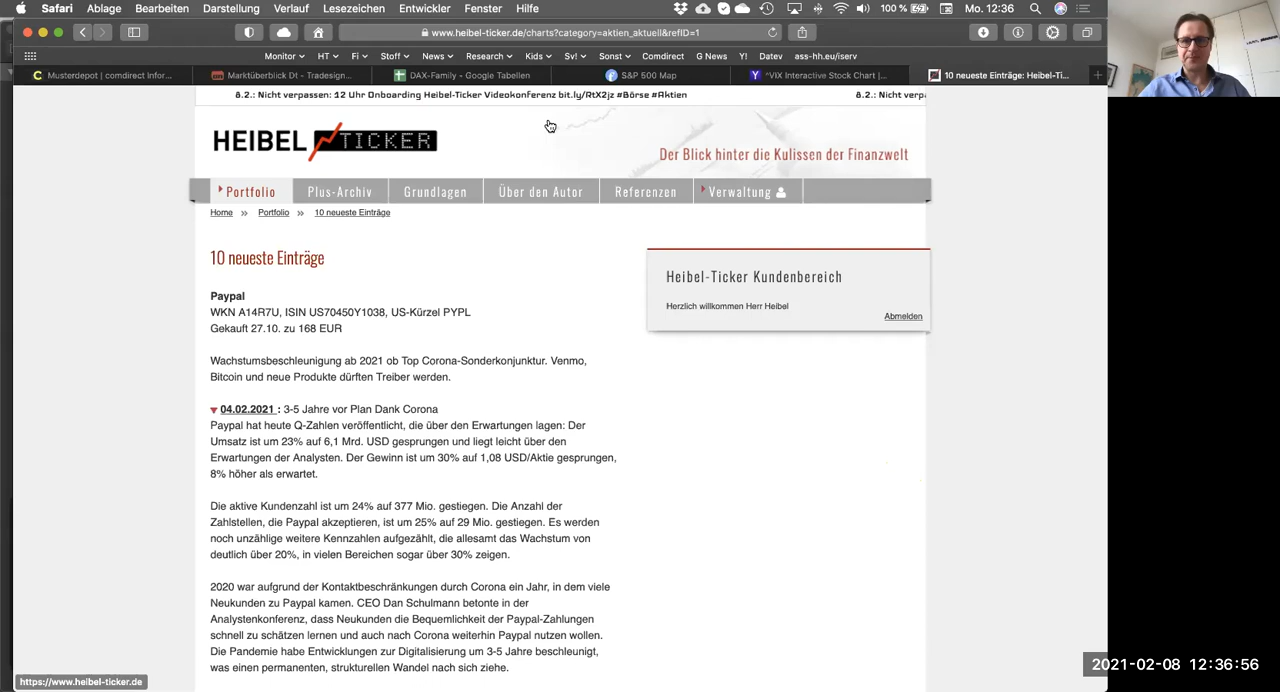 Safari Ablage Bearbeiten Darstellung Verlauf Lesezeichen Entwickler Fenster Hilfe 100 % Mo. 12:36
www.heibel-ticker.de/charts?category=aktien_aktuell&refID=1
Monitor HT Fi Staff News Research Kids Sv! Sonst Comdirect G News Y! Datev ass-hh.eu/iserv
Musterdepot | comdirect Infor... Marktüberblick Dt - Tradesign... DAX-Family - Google Tabellen S&P 500 Map ^VIX Interactive Stock Chart |... 10 neueste Einträge: Heibel-Ti...
8.2.: Nicht verpassen: 12 Uhr Onboarding Heibel-Ticker Videokonferenz bit.ly/RtX2jz #Börse #Aktien 8.2.: Nicht verp
HEIBEL TICKER
Der Blick hinter die Kulissen der Finanzwelt
Portfolio Plus-Archiv Grundlagen Über den Autor Referenzen Verwaltung
Home » Portfolio » 10 neueste Einträge
10 neueste Einträge
Heibel-Ticker Kundenbereich
Herzlich willkommen Herr Heibel
Abmelden
Paypal
WKN A14R7U, ISIN US70450Y1038, US-Kürzel PYPL
Gekauft 27.10. zu 168 EUR
Wachstumsbeschleunigung ab 2021 ob Top Corona-Sonderkonjunktur. Venmo,
Bitcoin und neue Produkte dürften Treiber werden.
04.02.2021 : 3-5 Jahre vor Plan Dank Corona
Paypal hat heute Q-Zahlen veröffentlicht, die über den Erwartungen lagen: Der
Umsatz ist um 23% auf 6,1 Mrd. USD gesprungen und liegt leicht über den
Erwartungen der Analysten. Der Gewinn ist um 30% auf 1,08 USD/Aktie gesprungen,
8% höher als erwartet.
Die aktive Kundenzahl ist um 24% auf 377 Mio. gestiegen. Die Anzahl der
Zahlstellen, die Paypal akzeptieren, ist um 25% auf 29 Mio. gestiegen. Es werden
noch unzählige weitere Kennzahlen aufgezählt, die allesamt das Wachstum von
deutlich über 20%, in vielen Bereichen sogar über 30% zeigen.
2020 war aufgrund der Kontaktbeschränkungen durch Corona ein Jahr, in dem viele
Neukunden zu Paypal kamen. CEO Dan Schulmann betonte in der
Analystenkonferenz, dass Neukunden die Bequemlichkeit der Paypal-Zahlungen
schnell zu schätzen lernen und auch nach Corona weiterhin Paypal nutzen wollen.
Die Pandemie habe Entwicklungen zur Digitalisierung um 3-5 Jahre beschleunigt,
was einen permanenten, strukturellen Wandel nach sich ziehe.
https://www.heibel-ticker.de
2021-02-08 12:36:56